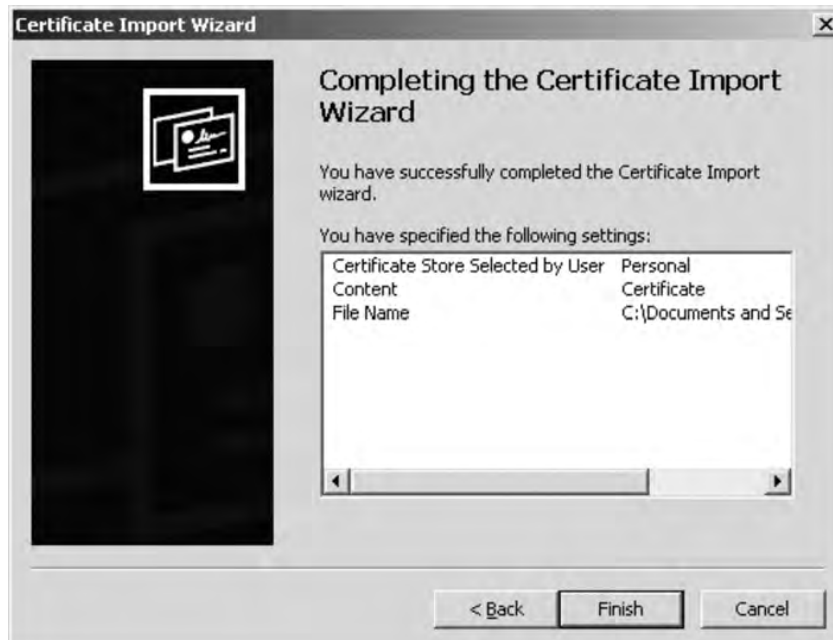 Certificate Import Wizard
Completing the Certificate Import
Wizard
You have successfully completed the Certificate Import
wizard.
You have specified the following settings:
Certificate Store Selected by User Personal
Content Certificate
File Name C:\Documents and Se
< Back Finish Cancel